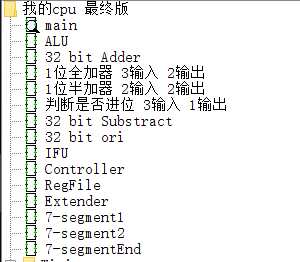 我的cpu 最终版
main
ALU
32 bit Adder
1位全加器 3输入 2输出
1位半加器 2输入 2输出
判断是否进位 3输入 1输出
32 bit Substract
32 bit ori
IFU
Controller
RegFile
Extender
7-segment1
7-segment2
7-segmentEnd